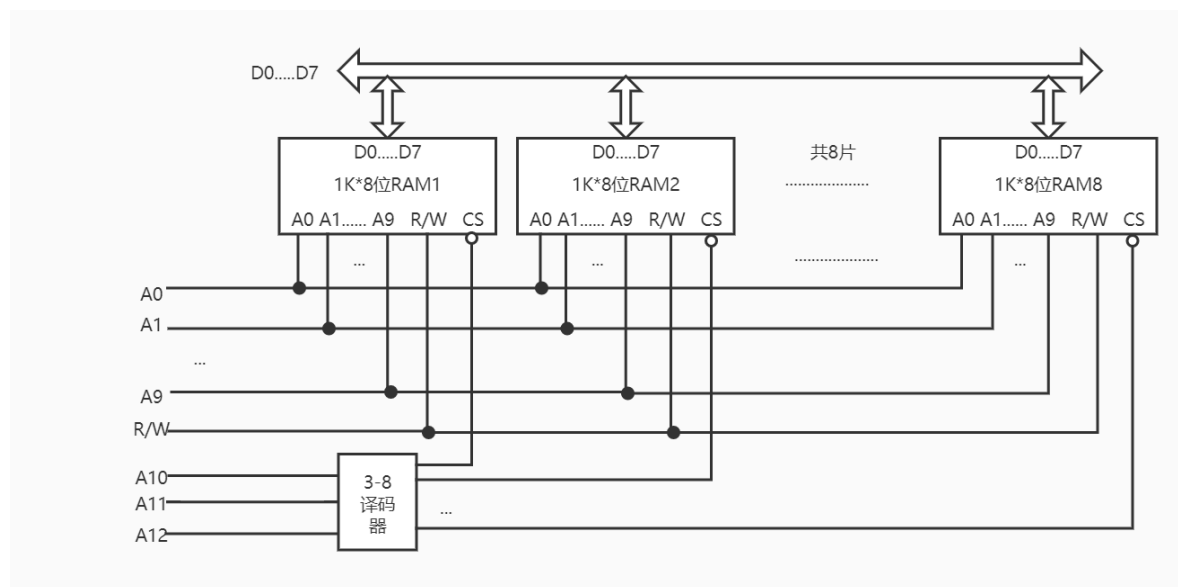 D0.....D7
D0.....D7
1K*8位RAM1
A0 A1...... A9 R/W CS
...
D0.....D7
1K*8位RAM2
A0 A1...... A9 R/W CS
...
共8片
....................
....................
D0.....D7
1K*8位RAM8
A0 A1...... A9 R/W CS
...
A0
A1
...
A9
R/W
A10
A11
A12
3-8
译码
器
...